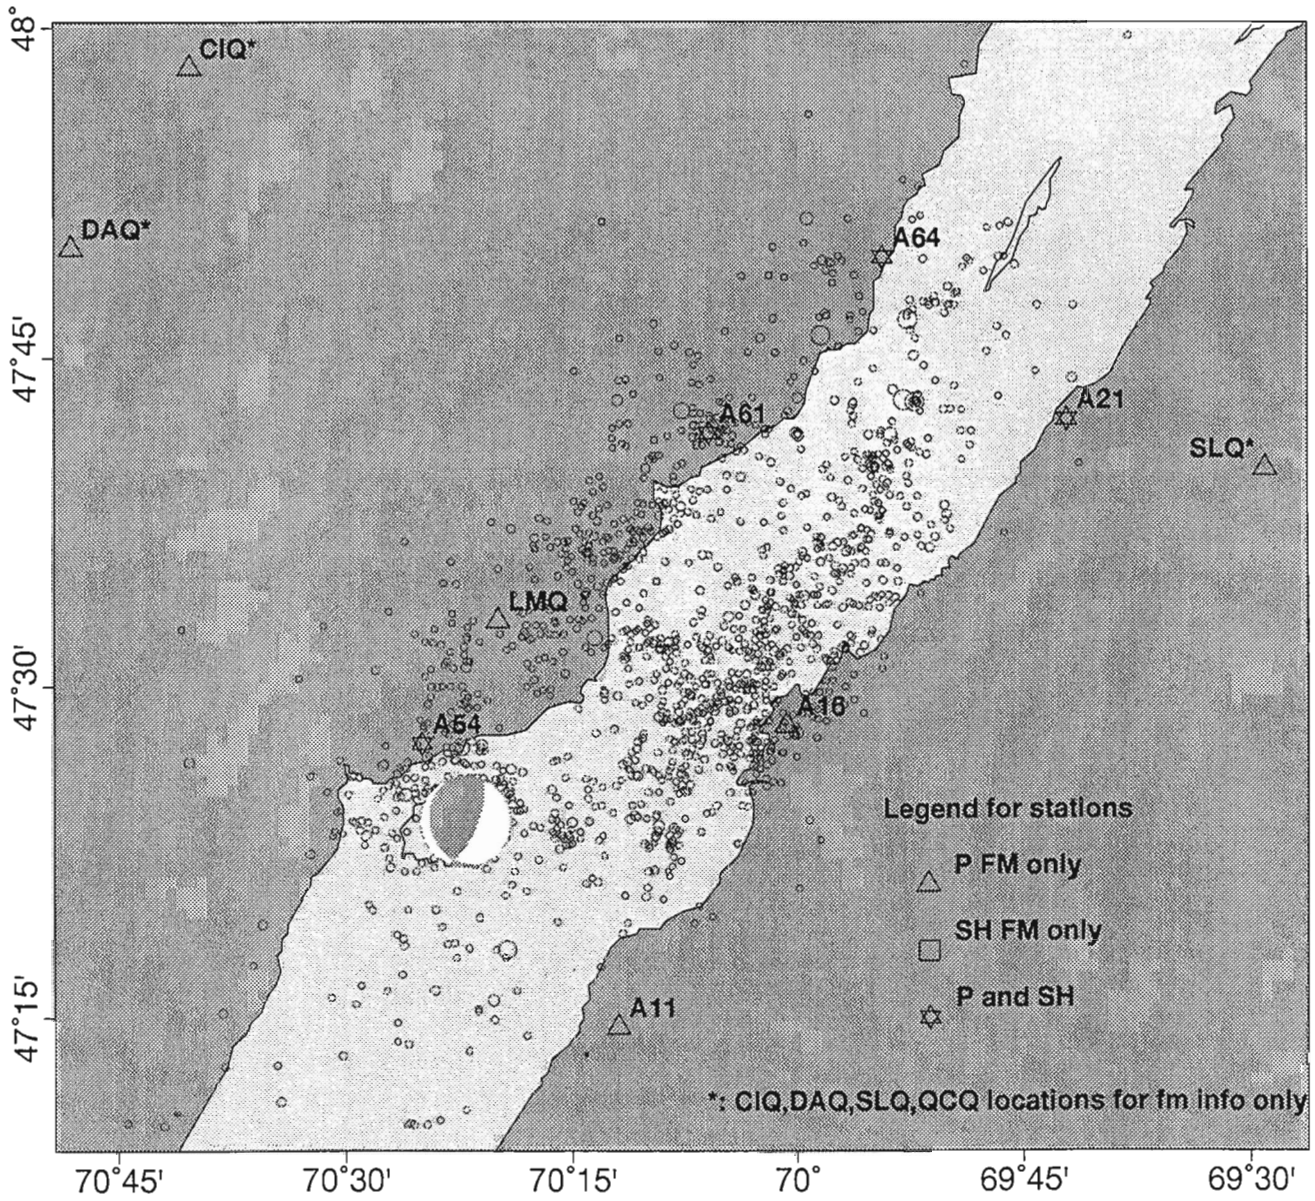 48°
CIQ*
DAQ*
A64
47°45'
A61
A21
SLQ*
LMQ
47°30'
A54
A16
Legend for stations
P FM only
SH FM only
P and SH
47°15'
A11
*: CIQ,DAQ,SLQ,QCQ locations for fm info only
70°45' 70°30' 70°15' 70° 69°45' 69°30'